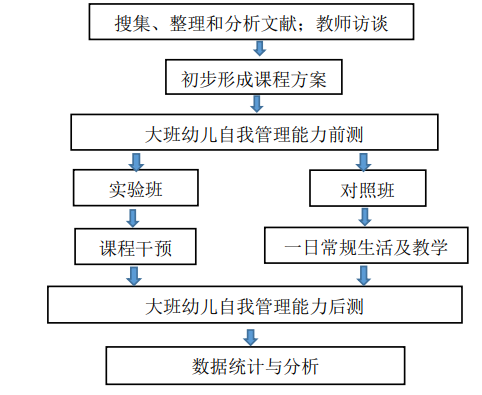 搜集、整理和分析文献；教师访谈
初步形成课程方案
大班幼儿自我管理能力前测
实验班
对照班
课程干预
一日常规生活及教学
大班幼儿自我管理能力后测
数据统计与分析